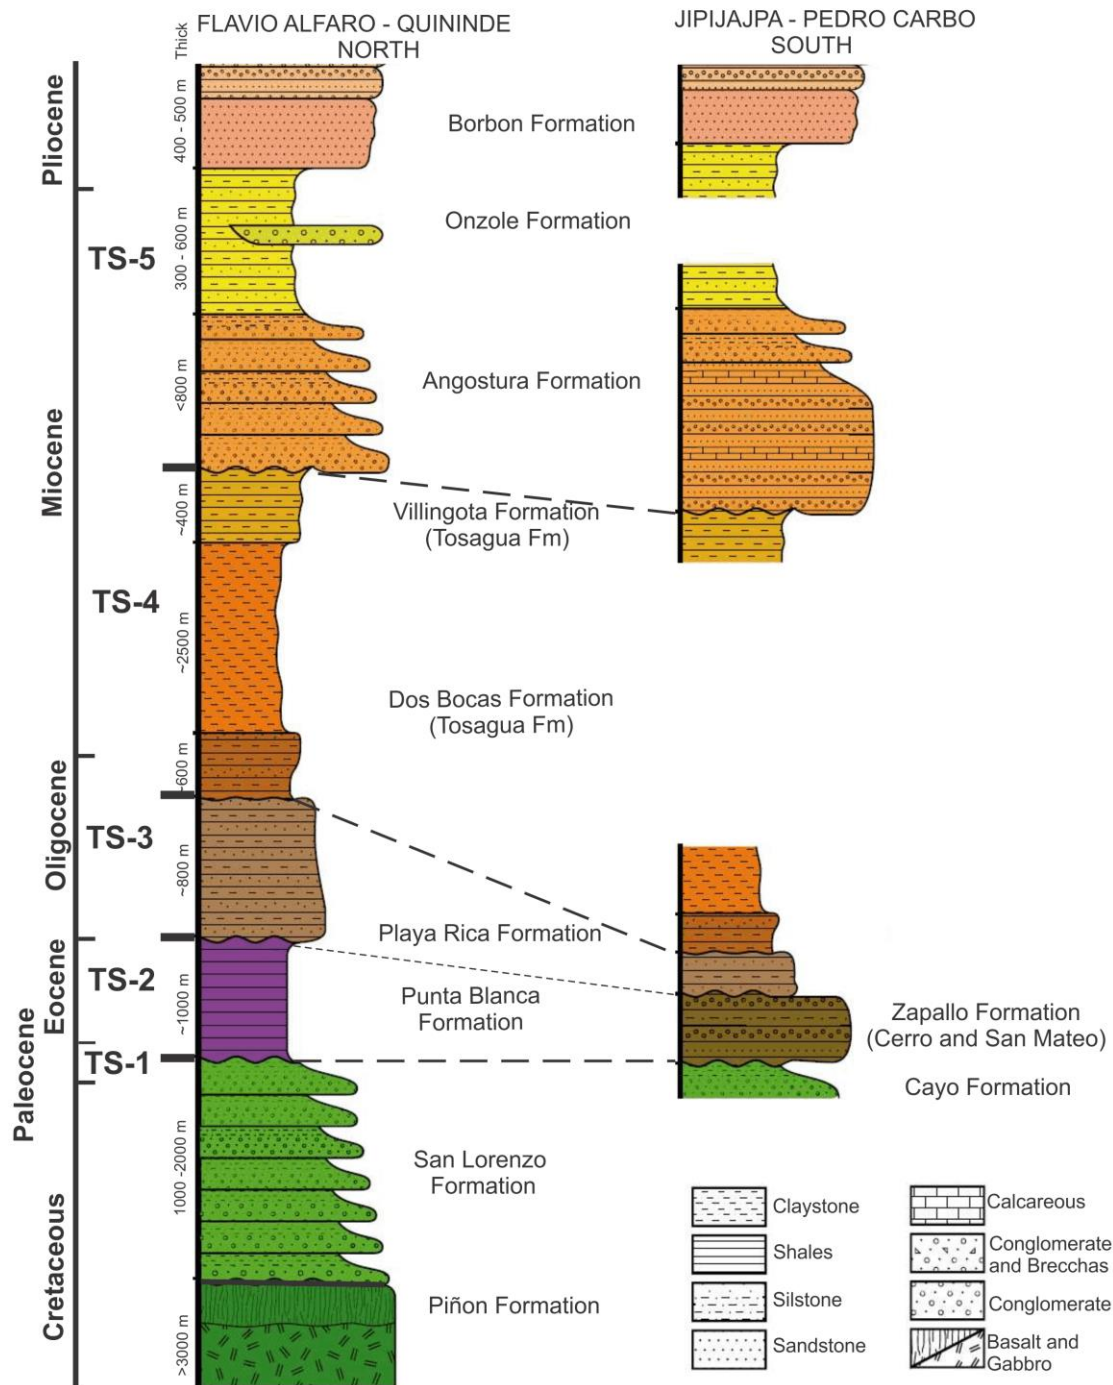 FLAVIO ALFARO - QUININDE
NORTH
JIPIJAJPA - PEDRO CARBO
SOUTH
Thick
Pliocene
400 - 500 m
Borbon Formation
TS-5
300 - 600 m
Onzole Formation
Miocene
<800 m
Angostura Formation
~400 m
Villingota Formation
(Tosagua Fm)
TS-4
~2500 m
Dos Bocas Formation
(Tosagua Fm)
~600 m
Oligocene
TS-3
~800 m
Playa Rica Formation
Eocene
TS-2
~1000 m
Punta Blanca
Formation
Zapallo Formation
(Cerro and San Mateo)
Paleocene
TS-1
Cayo Formation
1000 -2000 m
San Lorenzo
Formation
Cretaceous
>3000 m
Piñon Formation
Claystone
Shales
Silstone
Sandstone
Calcareous
Conglomerate
and Brecchas
Conglomerate
Basalt and
Gabbro